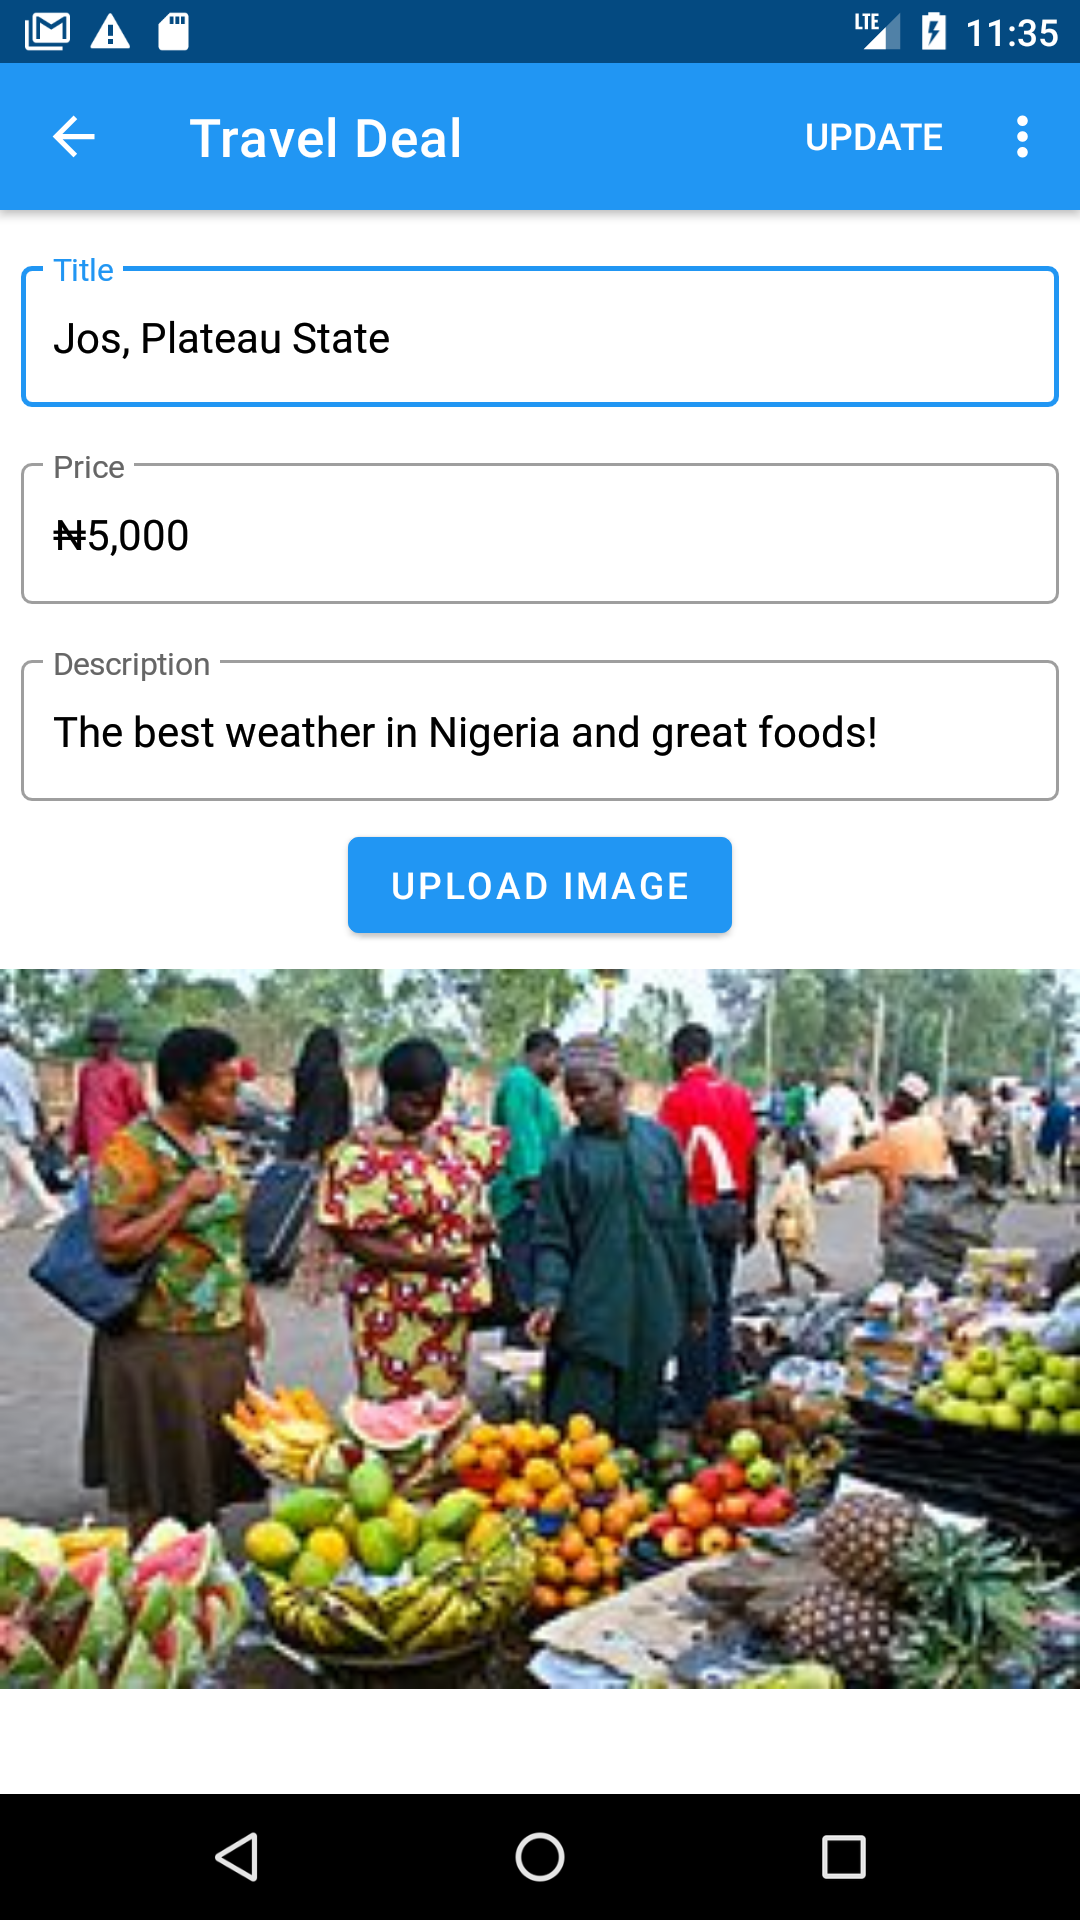 LTE 11:35
Travel Deal UPDATE
Title
Jos, Plateau State
Price
₦5,000
Description
The best weather in Nigeria and great foods!
UPLOAD IMAGE